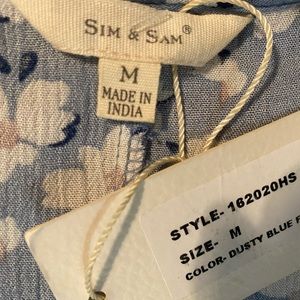 SIM & SAM®
M
MADE IN
INDIA
STYLE- 162020HS
SIZE- M
COLOR- DUSTY BLUE F